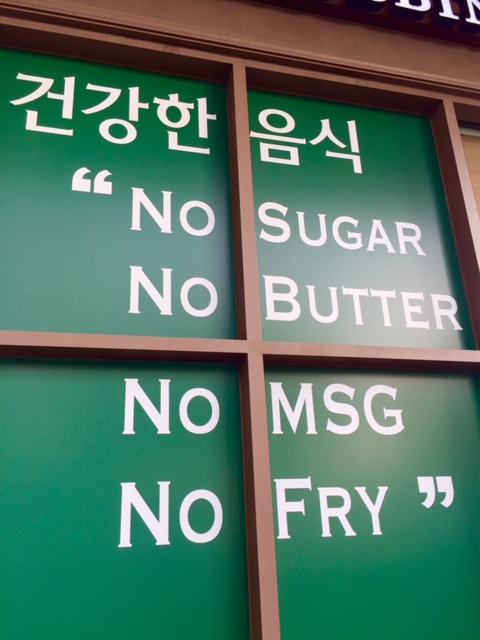 건강한 음식
“ No Sugar
No Butter
No MSG
No Fry ”